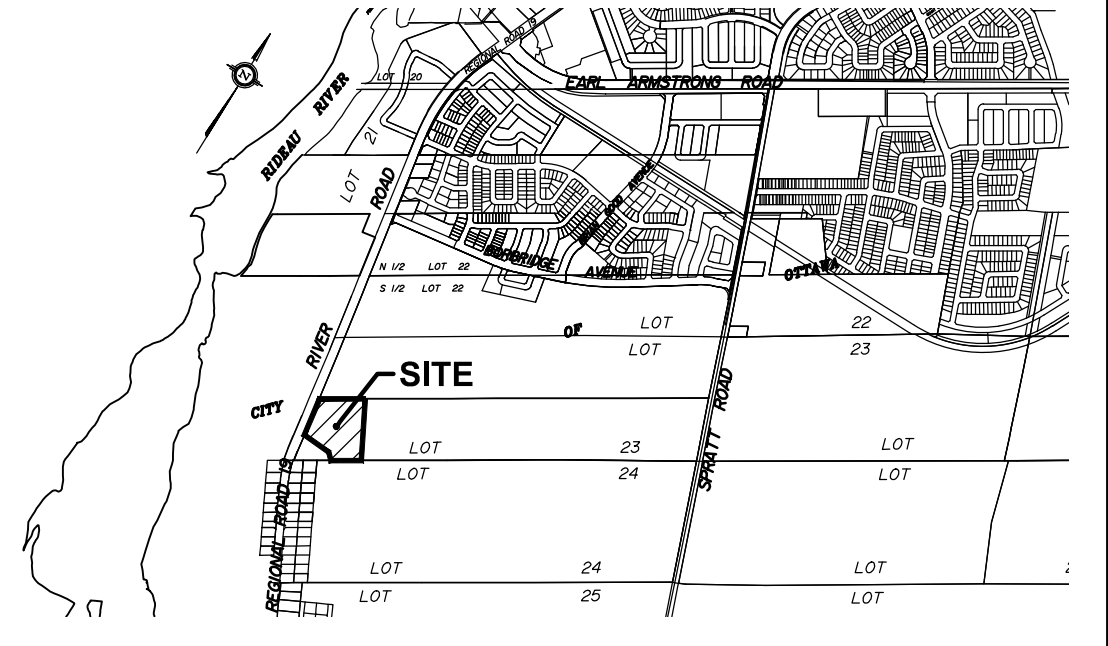 REGIONAL ROAD 19
N
EARL ARMSTRONG ROAD
LOT 20
RIDEAU RIVER
LOT 21
ROAD
BORBRIDGE
AVENUE
OTTAWA
N 1/2 LOT 22
S 1/2 LOT 22
OF
LOT 22
LOT 23
RIVER
SITE
CITY
SPRATT ROAD
LOT 23
LOT
LOT 24
LOT
REGIONAL ROAD 19
LOT 24
LOT
LOT 25
LOT